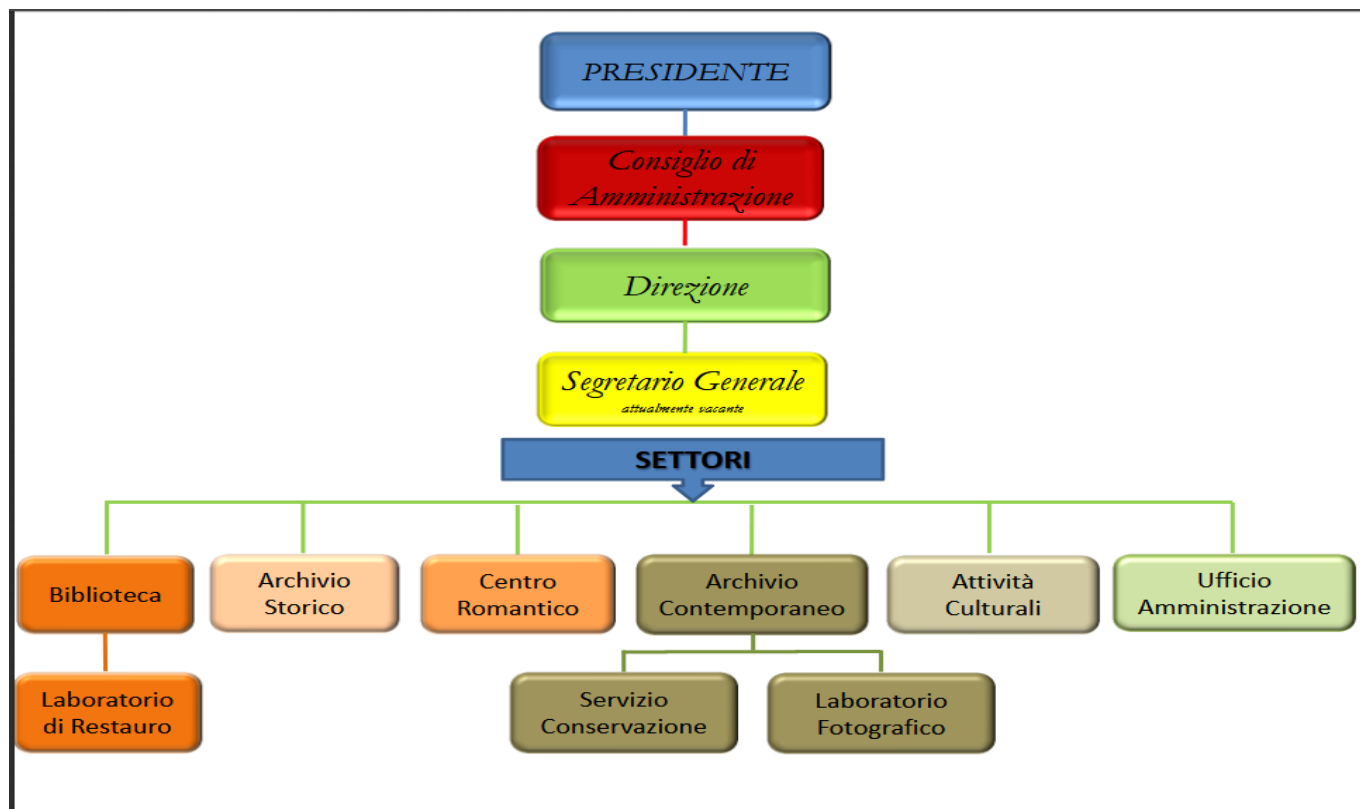 PRESIDENTE
Consiglio di
Amministrazione
Direzione
Segretario Generale
attualmente vacante
SETTORI
Biblioteca
Archivio
Storico
Centro
Romantico
Archivio
Contemporaneo
Attività
Culturali
Ufficio
Amministrazione
Laboratorio
di Restauro
Servizio
Conservazione
Laboratorio
Fotografico